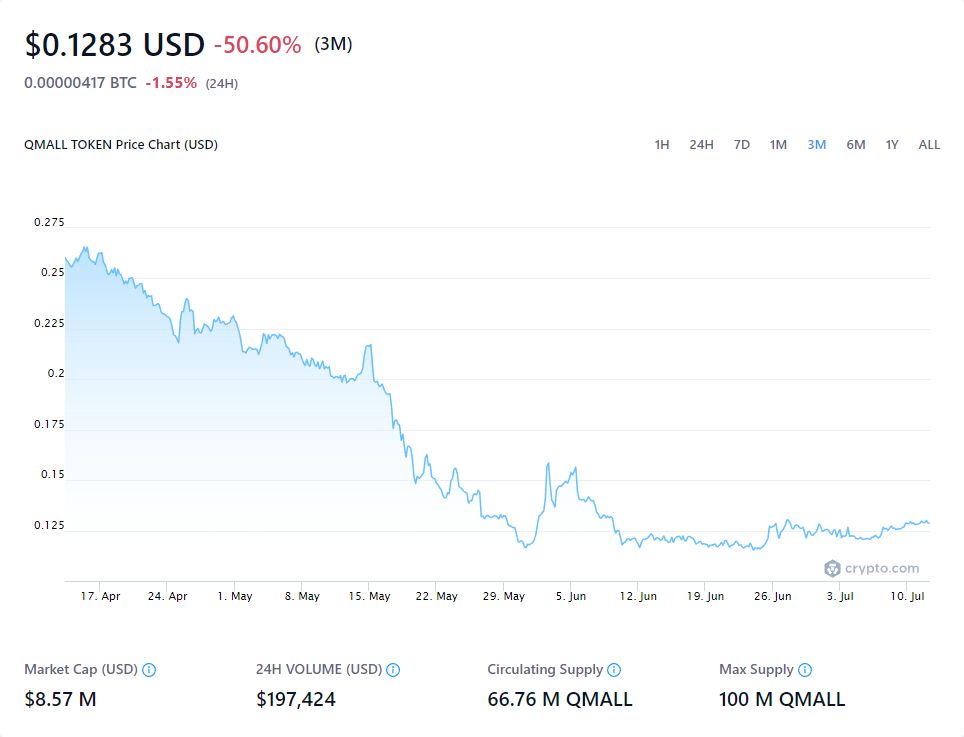 $0.1283 USD -50.60% (3M)
0.00000417 BTC -1.55% (24H)
QMALL TOKEN Price Chart (USD) 1H 24H 7D 1M 3M 6M 1Y ALL
0.275
0.25
0.225
0.2
0.175
0.15
0.125
crypto.com
17. Apr 24. Apr 1. May 8. May 15. May 22. May 29. May 5. Jun 12. Jun 19. Jun 26. Jun 3. Jul 10. Jul
Market Cap (USD) 24H VOLUME (USD) Circulating Supply Max Supply
$8.57 M $197,424 66.76 M QMALL 100 M QMALL